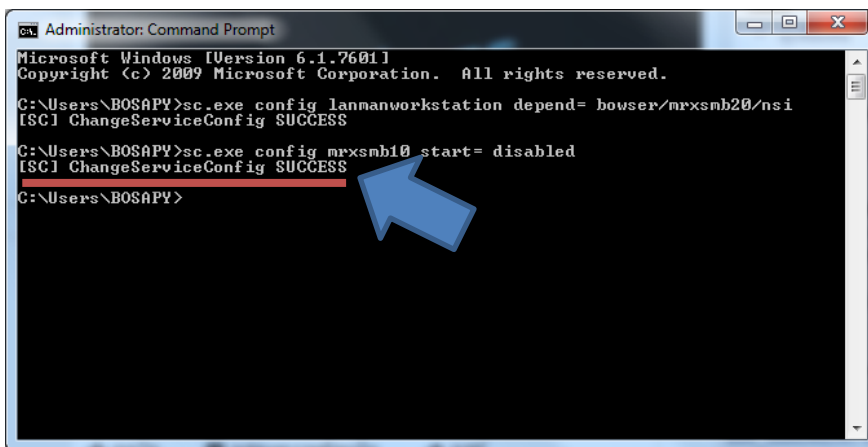 Administrator: Command Prompt
Microsoft Windows [Version 6.1.7601]
Copyright (c) 2009 Microsoft Corporation.  All rights reserved.
C:\Users\BOSAPY>sc.exe config lanmanworkstation depend= bowser/mrxsmb20/nsi
[SC] ChangeServiceConfig SUCCESS
C:\Users\BOSAPY>sc.exe config mrxsmb10 start= disabled
[SC] ChangeServiceConfig SUCCESS
C:\Users\BOSAPY>